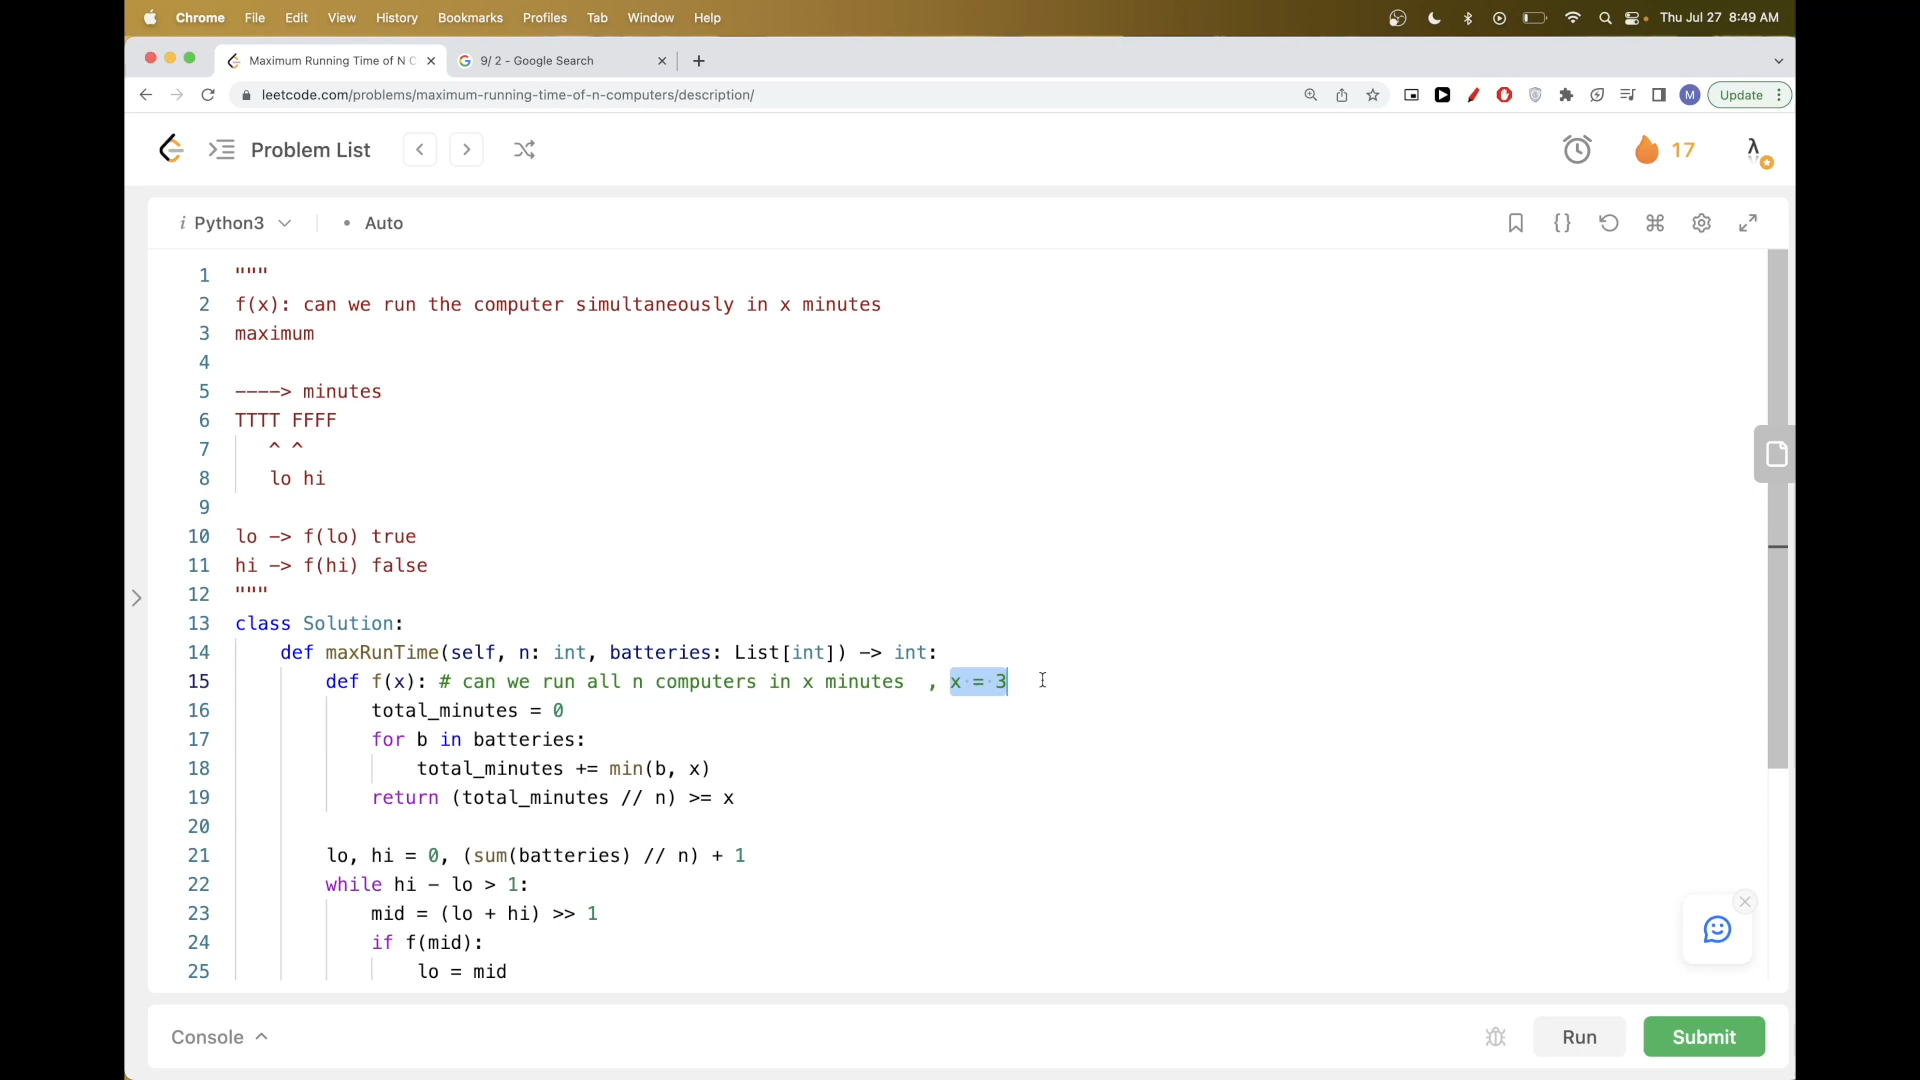 Chrome File Edit View History Bookmarks Profiles Tab Window Help Thu Jul 27 8:49 AM
Maximum Running Time of N C 9/ 2 - Google Search
leetcode.com/problems/maximum-running-time-of-n-computers/description/ M Update
Problem List 17
i Python3 • Auto
1 """
2 f(x): can we run the computer simultaneously in x minutes
3 maximum
4
5 ----> minutes
6 TTTT FFFF
7 ^ ^
8 lo hi
9
10 lo -> f(lo) true
11 hi -> f(hi) false
12 """
13 class Solution:
14 def maxRunTime(self, n: int, batteries: List[int]) -> int:
15 def f(x): # can we run all n computers in x minutes , x = 3
16 total_minutes = 0
17 for b in batteries:
18 total_minutes += min(b, x)
19 return (total_minutes // n) >= x
20
21 lo, hi = 0, (sum(batteries) // n) + 1
22 while hi - lo > 1:
23 mid = (lo + hi) >> 1
24 if f(mid):
25 lo = mid
Console Run Submit